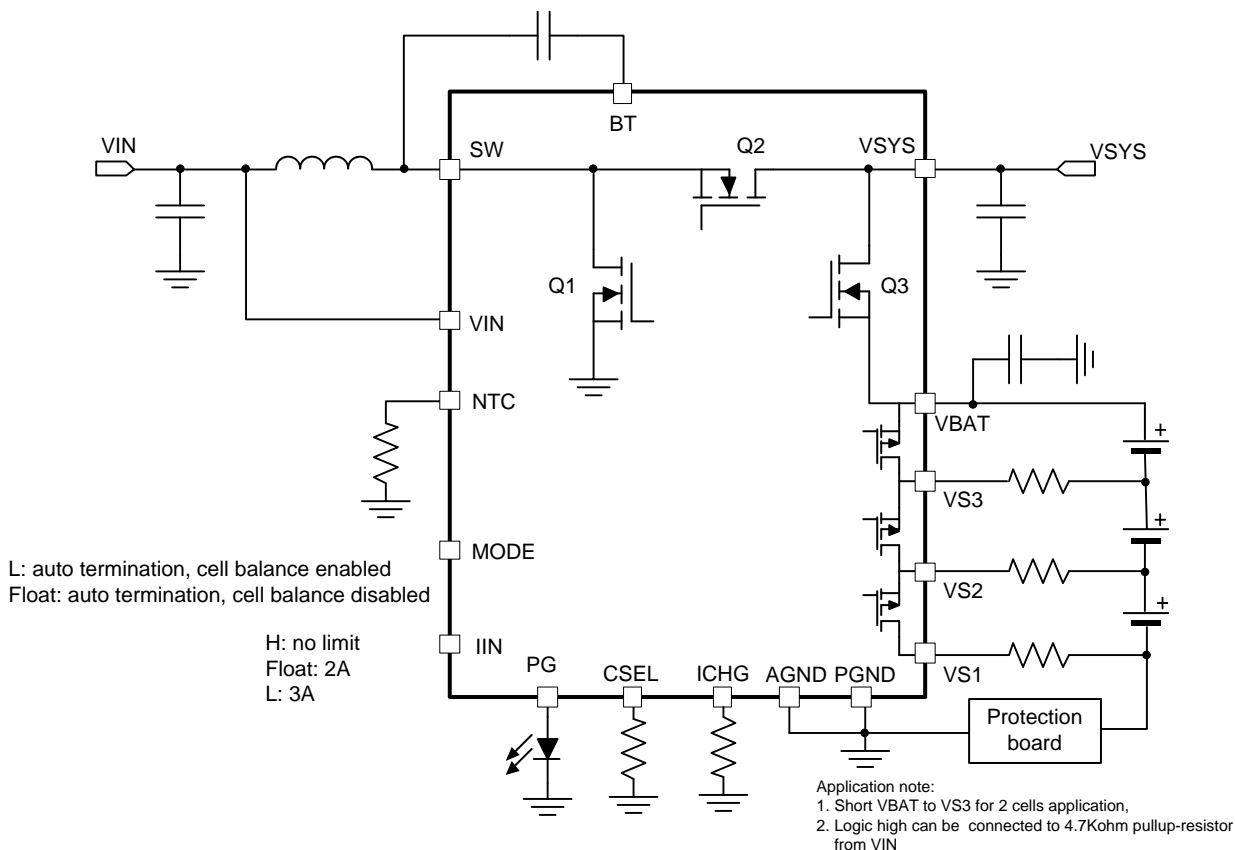 BT
VIN
SW
Q2
VSYS
VSYS
Q1
Q3
VIN
NTC
VBAT
+
VS3
+
MODE
L: auto termination, cell balance enabled
Float: auto termination, cell balance disabled
VS2
+
H: no limit
Float: 2A
L: 3A
IIN
VS1
PG
CSEL
ICHG
AGND
PGND
Protection
board
Application note:
1. Short VBAT to VS3 for 2 cells application,
2. Logic high can be connected to 4.7Kohm pullup-resistor
from VIN